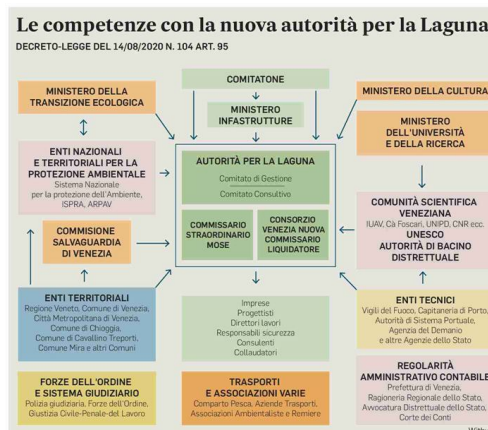 Le competenze con la nuova autorità per la Laguna
DECRETO-LEGGE DEL 14/08/2020 N. 104 ART. 95
MINISTERO DELLA
TRANSIZIONE ECOLOGICA
COMITATONE
MINISTERO
INFASTRUTTURE
MINISTERO DELLA CULTURA
MINISTERO
DELL'UNIVERSITÀ
E DELLA RICERCA
ENTI NAZIONALI
E TERRITORIALI PER LA
PROTEZIONE AMBIENTALE
Sistema Nazionale
per la protezione dell'Ambiente,
ISPRA, ARPAV
AUTORITÀ PER LA LAGUNA
Comitato di Gestione
Comitato Consultivo
COMMISSARIO
STRAORDINARIO
MOSE
CONSORZIO
VENEZIA NUOVA
COMMISSARIO
LIQUIDATORE
COMUNITÀ SCIENTIFICA
VENEZIANA
IUAV, Cà Foscari, UNIPD, CNR ecc.
UNESCO
AUTORITÀ DI BACINO
DISTRETTUALE
COMMISIONE
SALVAGUARDIA
DI VENEZIA
ENTI TERRITORIALI
Regione Veneto, Comune di Venezia,
Città Metropolitana di Venezia,
Comune di Chioggia,
Comune di Cavallino Treporti,
Comune Mira e altri Comuni
Imprese
Progettisti
Direttori lavori
Responsabili sicurezza
Consulenti
Collaudatori
ENTI TECNICI
Vigili del Fuoco, Capitaneria di Porto,
Autorità di Sistema Portuale,
Agenzia del Demanio
e altre Agenzie dello Stato
FORZE DELL'ORDINE
E SISTEMA GIUDIZIARIO
Polizia giudiziaria, Forze dell'Ordine,
Giustizia Civile-Penale-del Lavoro
TRASPORTI
E ASSOCIAZIONI VARIE
Comparto Pesca, Aziende Trasporti,
Associazioni Ambientaliste e Remiere
REGOLARITÀ
AMMINISTRATIVO CONTABILE
Prefettura di Venezia,
Ragioneria Regionale dello Stato,
Avvocatura Distrettuale dello Stato,
Corte dei Conti